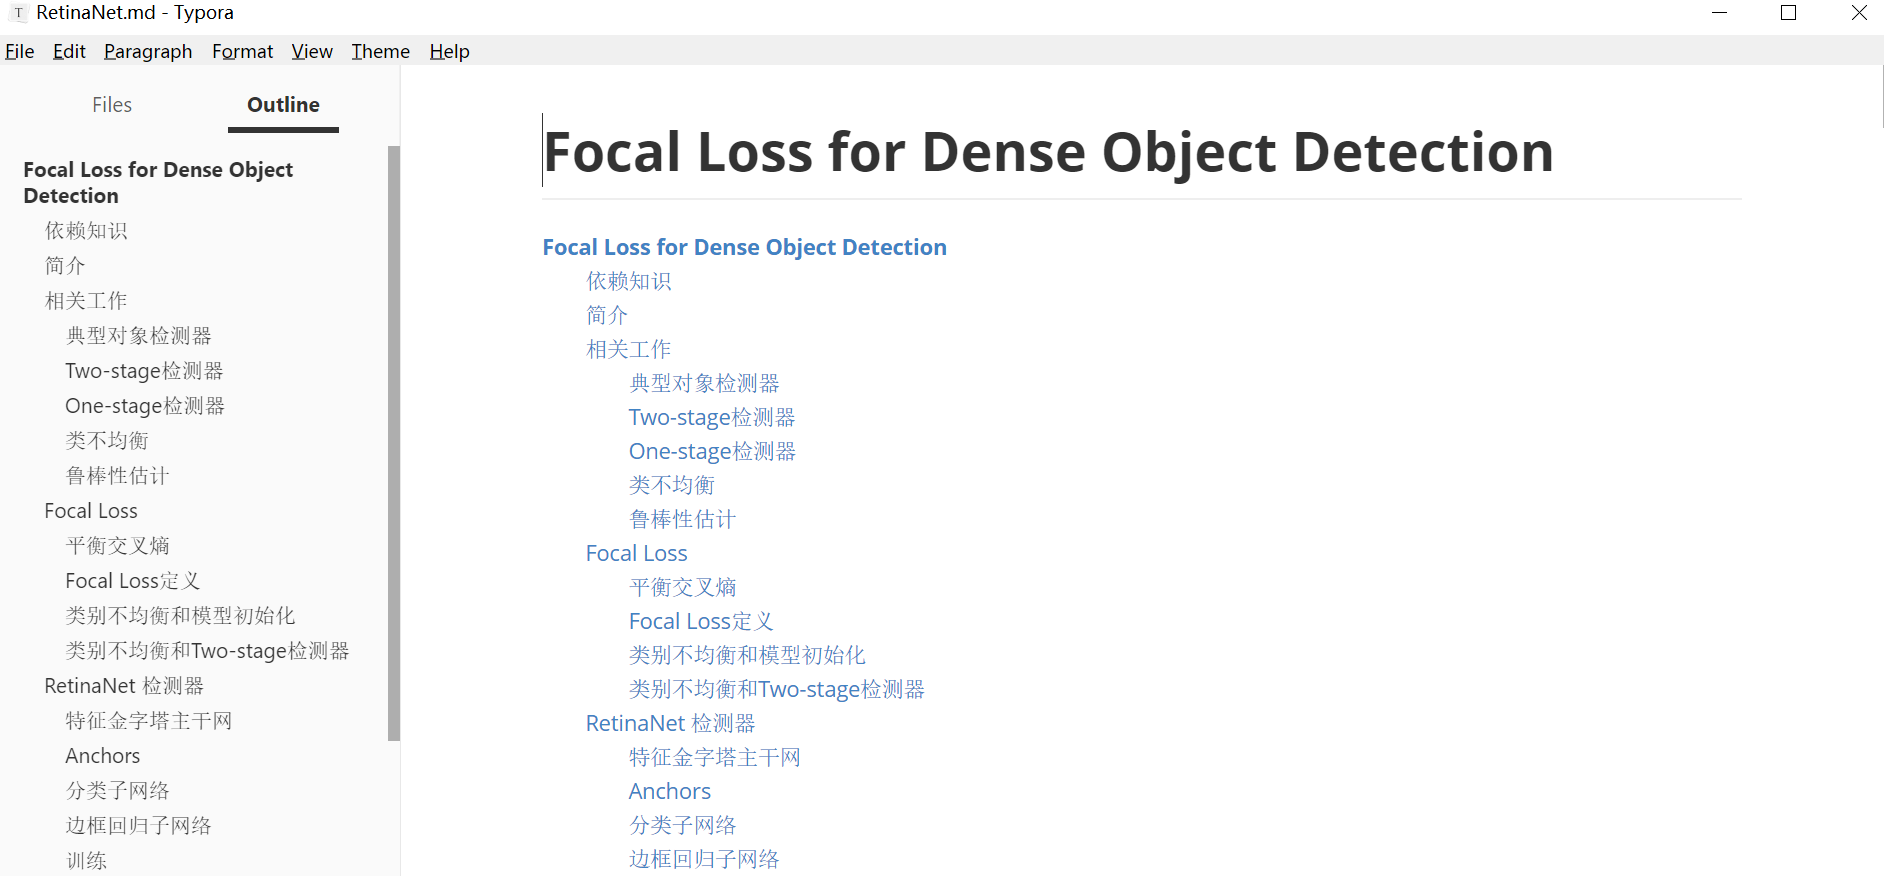 RetinaNet.md - Typora
File Edit Paragraph Format View Theme Help
Files Outline
Focal Loss for Dense Object
Detection
依赖知识
简介
相关工作
典型对象检测器
Two-stage检测器
One-stage检测器
类不均衡
鲁棒性估计
Focal Loss
平衡交叉熵
Focal Loss定义
类别不均衡和模型初始化
类别不均衡和Two-stage检测器
RetinaNet 检测器
特征金字塔主干网
Anchors
分类子网络
边框回归子网络
训练
Focal Loss for Dense Object Detection
Focal Loss for Dense Object Detection
依赖知识
简介
相关工作
典型对象检测器
Two-stage检测器
One-stage检测器
类不均衡
鲁棒性估计
Focal Loss
平衡交叉熵
Focal Loss定义
类别不均衡和模型初始化
类别不均衡和Two-stage检测器
RetinaNet 检测器
特征金字塔主干网
Anchors
分类子网络
边框回归子网络